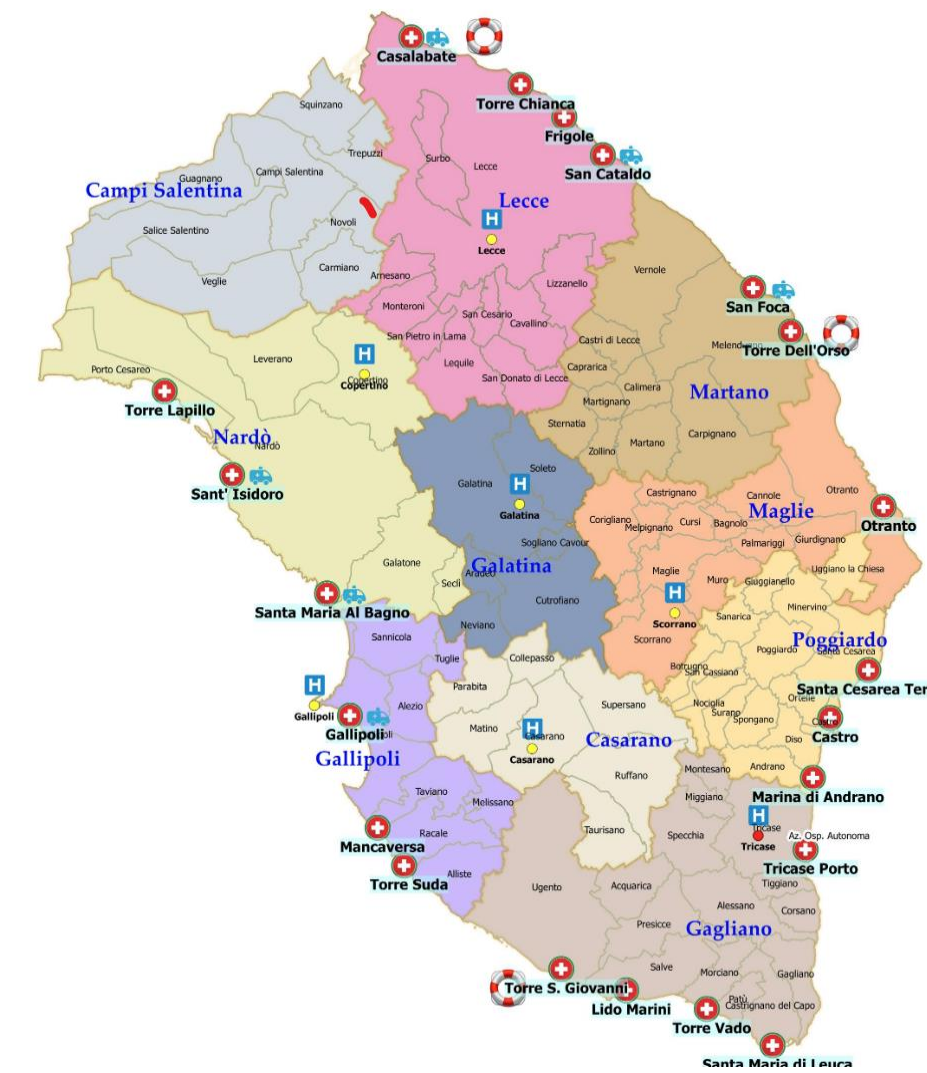 Casalabate
Torre Chianca
Frigole
San Cataldo
Squinzano
Trepuzzi
Surbo
Lecce
Guagnano
Campi Salentina
Campi Salentina
Lecce
H
Lecce
Salice Salentino
Novoli
Carmiano
Veglie
Arnesano
Monteroni
Lizzanello
San Cesario
Cavallino
San Pietro in Lama
Lequile
San Donato di Lecce
Vernole
San Foca
Torre Dell'Orso
Castri di Lecce
Caprarica
Calimera
Martignano
Martano
Sternatia
Zollino
Martano
Carpignano
Porto Cesareo
Leverano
H
Copertino
Copertino
Torre Lapillo
Nardò
Nardò
Sant' Isidoro
Galatone
Secli
Santa Maria Al Bagno
Galatina
Soleto
H
Galatina
Sogliano Cavour
Galatina
Aradeo
Cutrofiano
Neviano
Castrignano
Cannole
Otranto
Otranto
Maglie
Corigliano
Melpignano
Cursi
Bagnolo
Palmariggi
Giurdignano
Maglie
Muro
H
Scorrano
Scorrano
Uggiano la Chiesa
Giuggianello
Minervino
Sanarica
Poggiardo
Poggiardo
Santa Cesarea
Santa Cesarea Ter
Botrugno
San Cassiano
Nociglia
Surano
Spongano
Ortelle
Castro
Castro
Diso
Andrano
Marina di Andrano
Sannicola
Tuglie
H
Gallipoli
Gallipoli
Alezio
Gallipoli
Taviano
Melissano
Mancaversa
Racale
Torre Suda
Alliste
Collepasso
Parabita
Matino
H
Casarano
Casarano
Casarano
Supersano
Ruffano
Taurisano
Montesano
Miggiano
Specchia
H
Tricase
Tricase
Az. Osp. Autonoma
Tricase Porto
Tiggiano
Ugento
Acquarica
Alessano
Corsano
Presicce
Gagliano
Salve
Morciano
Gagliano
Torre S. Giovanni
Lido Marini
Patù
Castrignano del Capo
Torre Vado
Santa Maria di Leuca